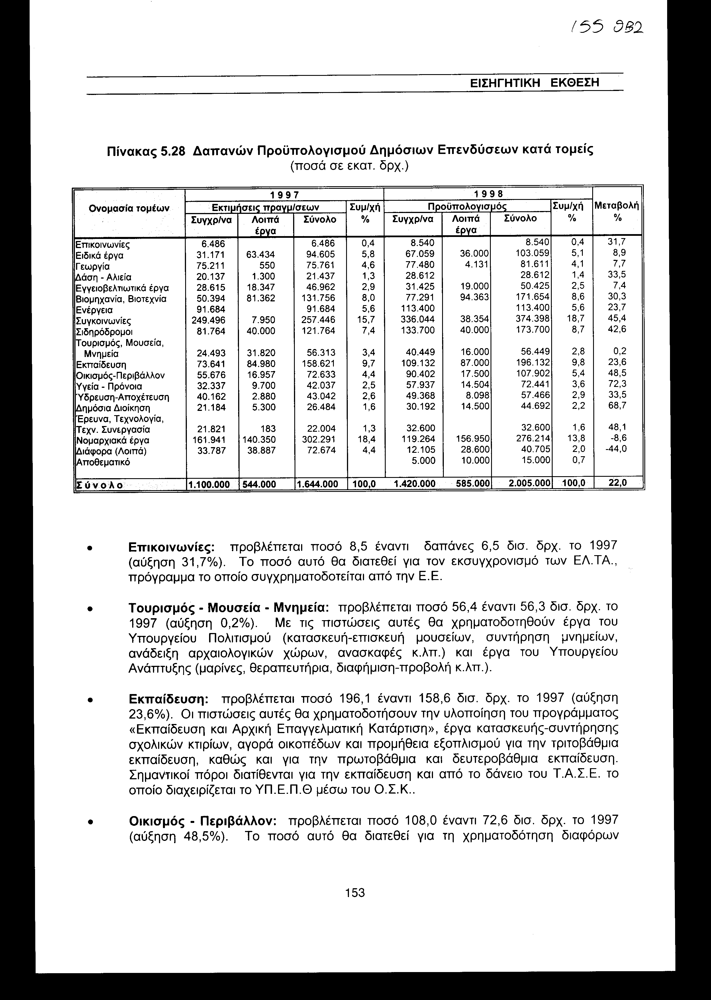 155 ΘΒ2
ΕΙΣΗΓΗΤΙΚΗ ΕΚΘΕΣΗ
Πίνακας 5.28 Δαπανών Προϋπολογισμού Δημόσιων Επενδύσεων κατά τομείς
(ποσά σε εκατ. δρχ.)
1997 1998
Ονομασία τομέων Εκτιμήσεις πραγμ/σεων Συμ/χή Προϋπολογισμός Συμ/χή Μεταβολή
Συγχρ/να Λοιπά Σύνολο % Συγχρ/να Λοιπά Σύνολο % %
έργα έργα
Επικοινωνίες 6.486 6.486 0,4 8.540 8.540 0,4 31,7
Ειδικά έργα 31.171 63.434 94.605 5,8 67.059 36.000 103.059 5,1 8,9
Γεωργία 75.211 550 75.761 4,6 77.480 4.131 81.611 4,1 7,7
Δάση - Αλιεία 20.137 1.300 21.437 1,3 28.612 28.612 1,4 33,5
Εγγειοβελτιωτικά έργα 28.615 18.347 46.962 2,9 31.425 19.000 50.425 2,5 7,4
Βιομηχανία, Βιοτεχνία 50.394 81.362 131.756 8,0 77.291 94.363 171.654 8,6 30,3
Ενέργεια 91.684 91.684 5,6 113.400 113.400 5,6 23,7
Συγκοινωνίες 249.496 7.950 257.446 15,7 336.044 38.354 374.398 18,7 45,4
Σιδηρόδρομοι 81.764 40.000 121.764 7,4 133.700 40.000 173.700 8,7 42,6
Τουρισμός, Μουσεία,
Μνημεία 24.493 31.820 56.313 3,4 40.449 16.000 56.449 2,8 0,2
Εκπαίδευση 73.641 84.980 158.621 9,7 109.132 87.000 196.132 9,8 23,6
Οικισμός-Περιβάλλον 55.676 16.957 72.633 4,4 90.402 17.500 107.902 5,4 48,5
Υγεία - Πρόνοια 32.337 9.700 42.037 2,5 57.937 14.504 72.441 3,6 72,3
Ύδρευση-Αποχέτευση 40.162 2.880 43.042 2,6 49.368 8.098 57.466 2,9 33,5
Δημόσια Διοίκηση 21.184 5.300 26.484 1,6 30.192 14.500 44.692 2,2 68,7
Έρευνα, Τεχνολογία,
Τεχν. Συνεργασία 21.821 183 22.004 1,3 32.600 32.600 1,6 48,1
Νομαρχιακά έργα 161.941 140.350 302.291 18,4 119.264 156.950 276.214 13,8 -8,6
Διάφορα (Λοιπά) 33.787 38.887 72.674 4,4 12.105 28.600 40.705 2,0 -44,0
Αποθεματικό 5.000 10.000 15.000 0,7
Σύνολο 1.100.000 544.000 1.644.000 100,0 1.420.000 585.000 2.005.000 100,0 22,0
• Επικοινωνίες: προβλέπεται ποσό 8,5 έναντι δαπάνες 6,5 δισ. δρχ. το 1997
(αύξηση 31,7%). Το ποσό αυτό θα διατεθεί για τον εκσυγχρονισμό των ΕΛ.ΤΑ.,
πρόγραμμα το οποίο συγχρηματοδοτείται από την Ε.Ε.
• Τουρισμός - Μουσεία - Μνημεία: προβλέπεται ποσό 56,4 έναντι 56,3 δισ. δρχ. το
1997 (αύξηση 0,2%). Με τις πιστώσεις αυτές θα χρηματοδοτηθούν έργα του
Υπουργείου Πολιτισμού (κατασκευή-επισκευή μουσείων, συντήρηση μνημείων,
ανάδειξη αρχαιολογικών χώρων, ανασκαφές κ.λπ.) και έργα του Υπουργείου
Ανάπτυξης (μαρίνες, θεραπευτήρια, διαφήμιση-προβολή κ.λπ.).
• Εκπαίδευση: προβλέπεται ποσό 196,1 έναντι 158,6 δισ. δρχ. το 1997 (αύξηση
23,6%). Οι πιστώσεις αυτές θα χρηματοδοτήσουν την υλοποίηση του προγράμματος
«Εκπαίδευση και Αρχική Επαγγελματική Κατάρτιση», έργα κατασκευής-συντήρησης
σχολικών κτιρίων, αγορά οικοπέδων και προμήθεια εξοπλισμού για την τριτοβάθμια
εκπαίδευση, καθώς και για την πρωτοβάθμια και δευτεροβάθμια εκπαίδευση.
Σημαντικοί πόροι διατίθενται για την εκπαίδευση και από το δάνειο του Τ.Α.Σ.Ε. το
οποίο διαχειρίζεται το ΥΠ.Ε.Π.Θ μέσω του Ο.Σ.Κ..
• Οικισμός - Περιβάλλον: προβλέπεται ποσό 108,0 έναντι 72,6 δισ. δρχ. το 1997
(αύξηση 48,5%). Το ποσό αυτό θα διατεθεί για τη χρηματοδότηση διαφόρων
153